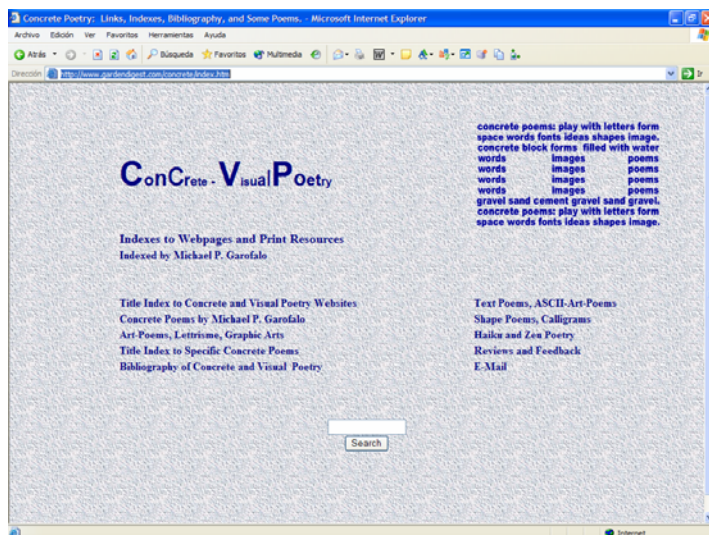 Concrete Poetry: Links, Indexes, Bibliography, and Some Poems. - Microsoft Internet Explorer
Archivo Edición Ver Favoritos Herramientas Ayuda
Atrás Búsqueda Favoritos Multimedia
Dirección http://www.gardendigest.com/concrete/index.htm Ir
concrete poems: play with letters form
space words fonts ideas shapes image.
concrete block forms filled with water
words images poems
words images poems
words images poems
words images poems
gravel sand cement gravel sand gravel.
concrete poems: play with letters form
space words fonts ideas shapes image.
ConCrete - VisualPoetry
Indexes to Webpages and Print Resources
Indexed by Michael P. Garofalo
Title Index to Concrete and Visual Poetry Websites
Concrete Poems by Michael P. Garofalo
Art-Poems, Lettrisme, Graphic Arts
Title Index to Specific Concrete Poems
Bibliography of Concrete and Visual Poetry
Text Poems, ASCII-Art-Poems
Shape Poems, Calligrams
Haiku and Zen Poetry
Reviews and Feedback
E-Mail
Search
Internet